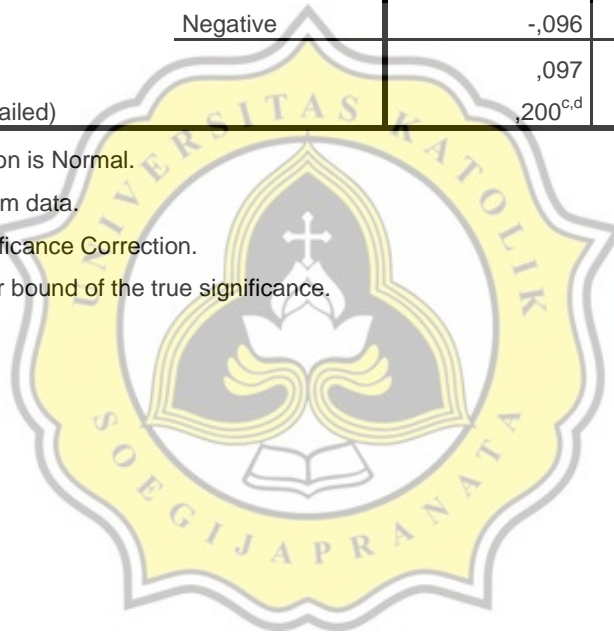 Negative -,096
,097
ailed) ,200c,d
on is Normal.
m data.
ficance Correction.
r bound of the true significance.
UNIVERSITAS KATOLIK
SOEGIJAPRANATA